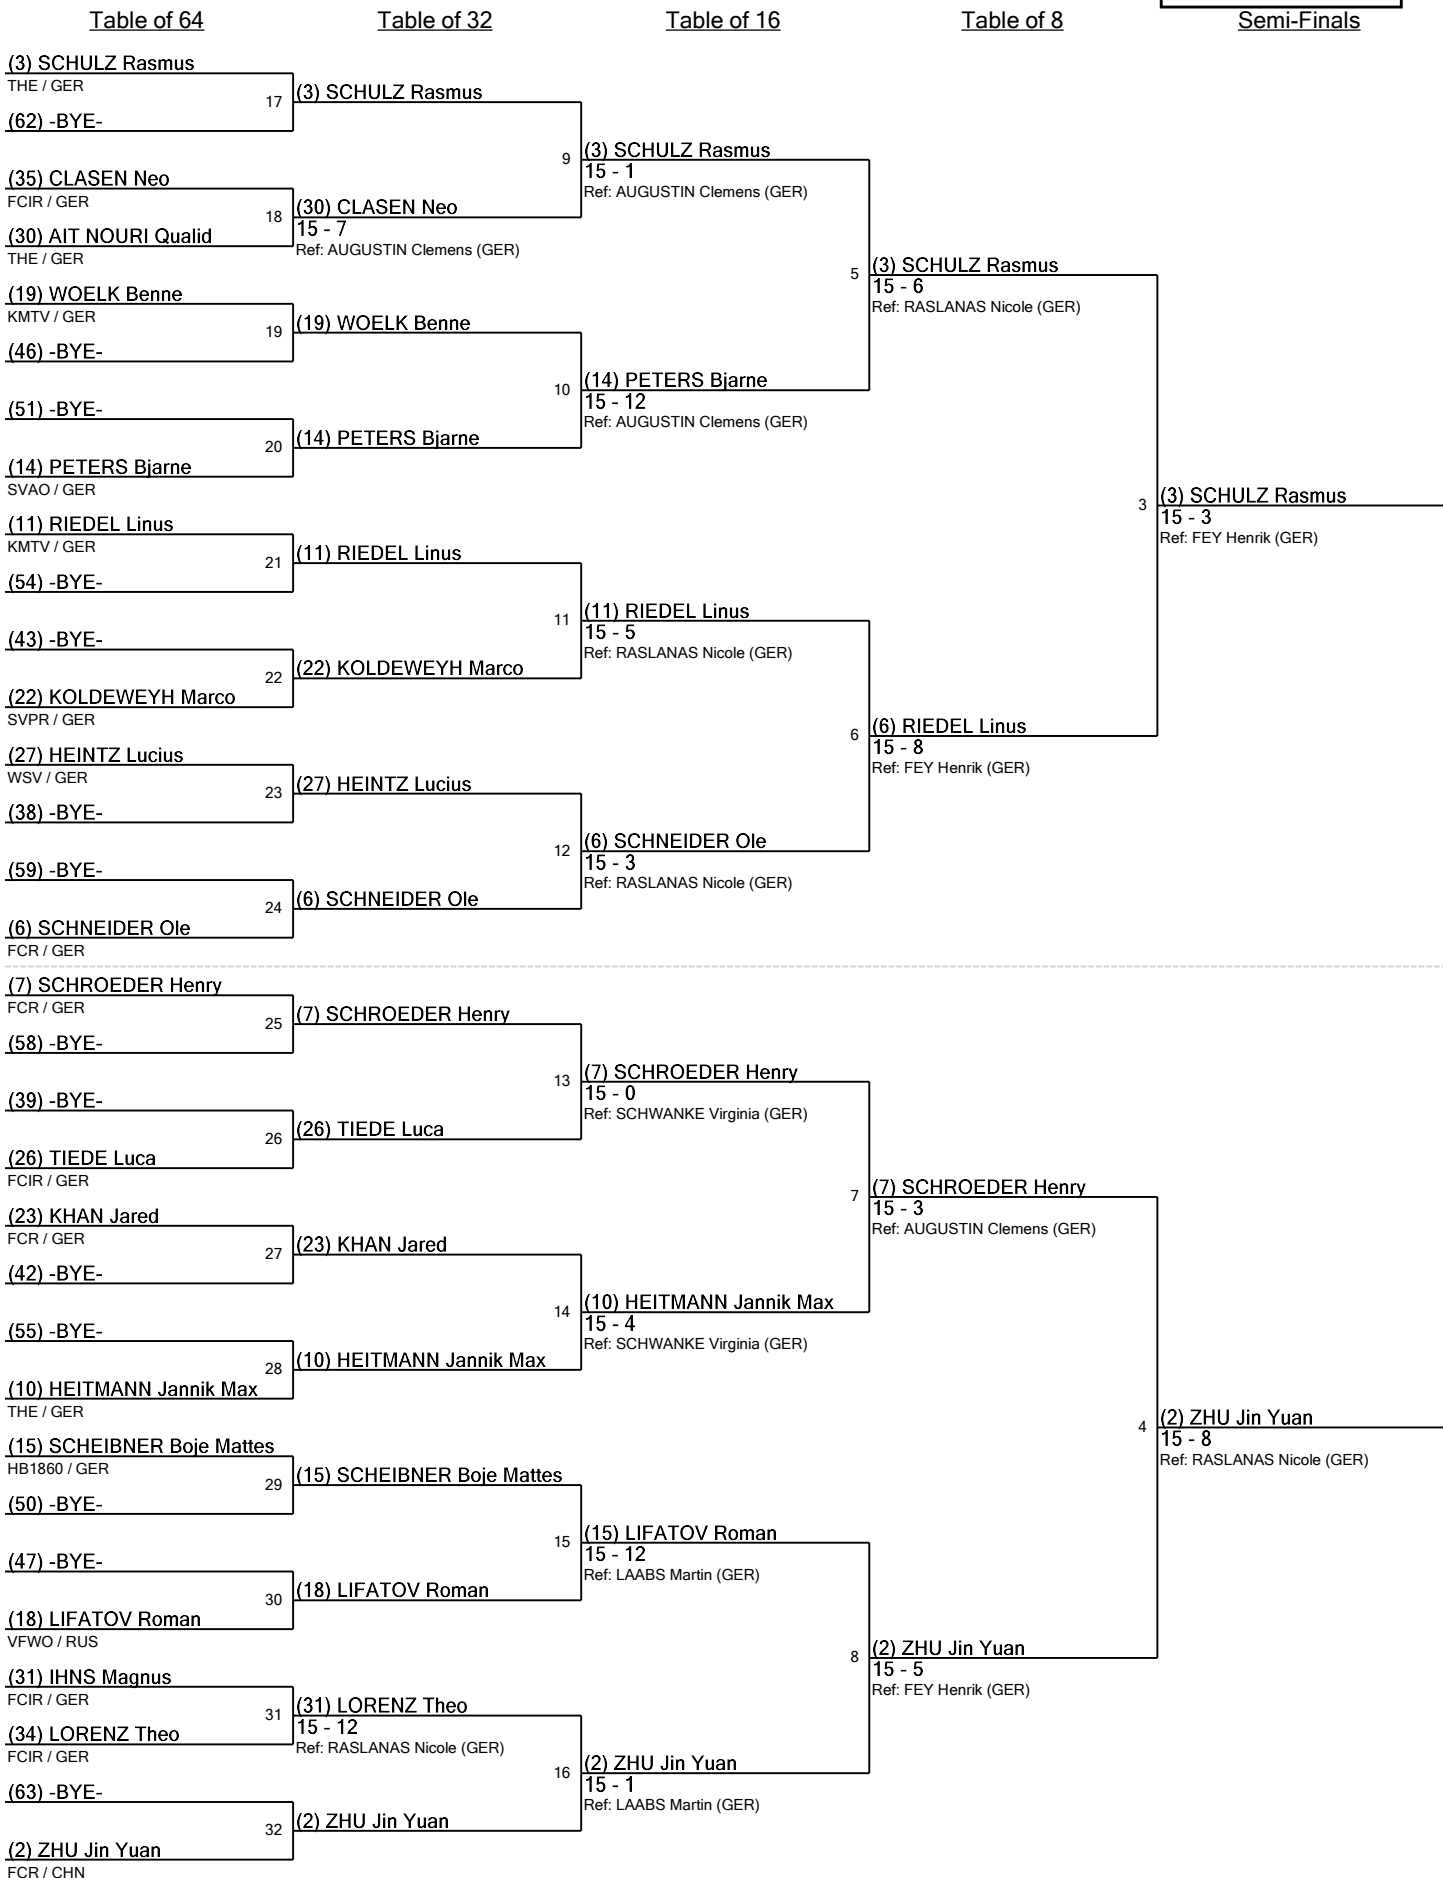 Table of 64
Table of 32
Table of 16
Table of 8
Semi-Finals
(3) SCHULZ Rasmus
THE / GER
17
(62) -BYE-
(35) CLASEN Neo
FCIR / GER
18
(30) AIT NOURI Qualid
THE / GER
(19) WOELK Benne
KMTV / GER
19
(46) -BYE-
(51) -BYE-
20
(14) PETERS Bjarne
SVAO / GER
(11) RIEDEL Linus
KMTV / GER
21
(54) -BYE-
(43) -BYE-
22
(22) KOLDEWEYH Marco
SVPR / GER
(27) HEINTZ Lucius
WSV / GER
23
(38) -BYE-
(59) -BYE-
24
(6) SCHNEIDER Ole
FCR / GER
(7) SCHROEDER Henry
FCR / GER
25
(58) -BYE-
(39) -BYE-
26
(26) TIEDE Luca
FCIR / GER
(23) KHAN Jared
FCR / GER
27
(42) -BYE-
(55) -BYE-
28
(10) HEITMANN Jannik Max
THE / GER
(15) SCHEIBNER Boje Mattes
HB1860 / GER
29
(50) -BYE-
(47) -BYE-
30
(18) LIFATOV Roman
VFWO / RUS
(31) IHNS Magnus
FCIR / GER
31
(34) LORENZ Theo
FCIR / GER
(63) -BYE-
32
(2) ZHU Jin Yuan
FCR / CHN
(3) SCHULZ Rasmus
9
(30) CLASEN Neo
15 - 7
Ref: AUGUSTIN Clemens (GER)
(19) WOELK Benne
10
(14) PETERS Bjarne
(11) RIEDEL Linus
11
(22) KOLDEWEYH Marco
(27) HEINTZ Lucius
12
(6) SCHNEIDER Ole
(7) SCHROEDER Henry
13
(26) TIEDE Luca
(23) KHAN Jared
14
(10) HEITMANN Jannik Max
(15) SCHEIBNER Boje Mattes
15
(18) LIFATOV Roman
(31) LORENZ Theo
15 - 12
Ref: RASLANAS Nicole (GER)
16
(2) ZHU Jin Yuan
(3) SCHULZ Rasmus
15 - 1
Ref: AUGUSTIN Clemens (GER)
5
(14) PETERS Bjarne
15 - 12
Ref: AUGUSTIN Clemens (GER)
(11) RIEDEL Linus
15 - 5
Ref: RASLANAS Nicole (GER)
6
(6) SCHNEIDER Ole
15 - 3
Ref: RASLANAS Nicole (GER)
(7) SCHROEDER Henry
15 - 0
Ref: SCHWANKE Virginia (GER)
7
(10) HEITMANN Jannik Max
15 - 4
Ref: SCHWANKE Virginia (GER)
(15) LIFATOV Roman
15 - 12
Ref: LAABS Martin (GER)
8
(2) ZHU Jin Yuan
15 - 1
Ref: LAABS Martin (GER)
(3) SCHULZ Rasmus
15 - 6
Ref: RASLANAS Nicole (GER)
3
(6) RIEDEL Linus
15 - 8
Ref: FEY Henrik (GER)
(7) SCHROEDER Henry
15 - 3
Ref: AUGUSTIN Clemens (GER)
4
(2) ZHU Jin Yuan
15 - 5
Ref: FEY Henrik (GER)
(3) SCHULZ Rasmus
15 - 3
Ref: FEY Henrik (GER)
(2) ZHU Jin Yuan
15 - 8
Ref: RASLANAS Nicole (GER)